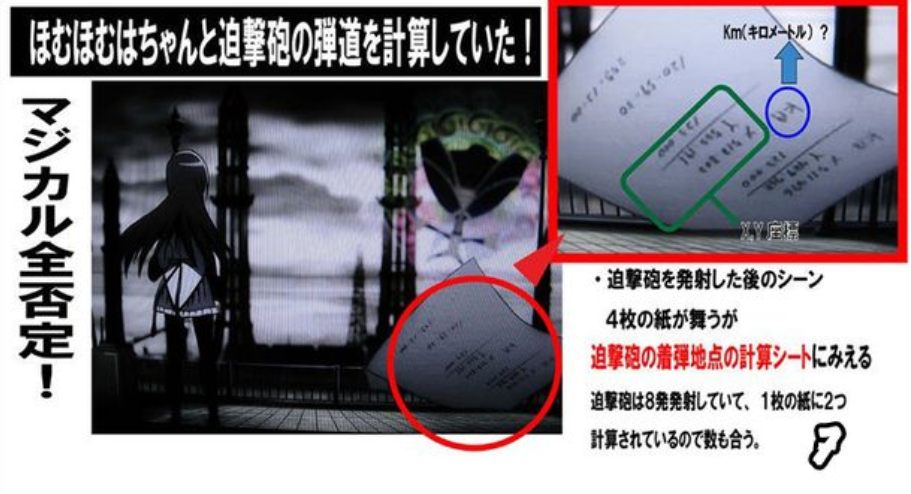 ほむほむはちゃんと迫撃砲の弾道を計算していた！
マジカル全否定！
Km(キロメートル)？
X,Y 座標
・迫撃砲を発射した後のシーン
4枚の紙が舞うが
迫撃砲の着弾地点の計算シートにみえる
迫撃砲は8発発射していて、1枚の紙に2つ
計算されているので数も合う。